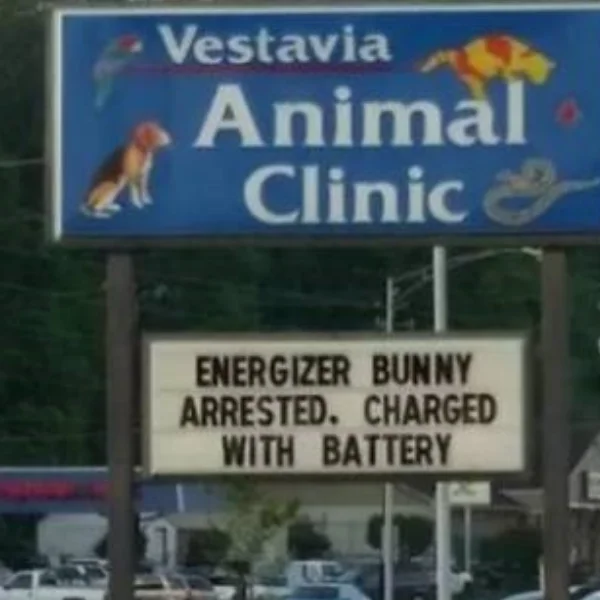 Vestavia
Animal
Clinic
ENERGIZER BUNNY
ARRESTED. CHARGED
WITH BATTERY